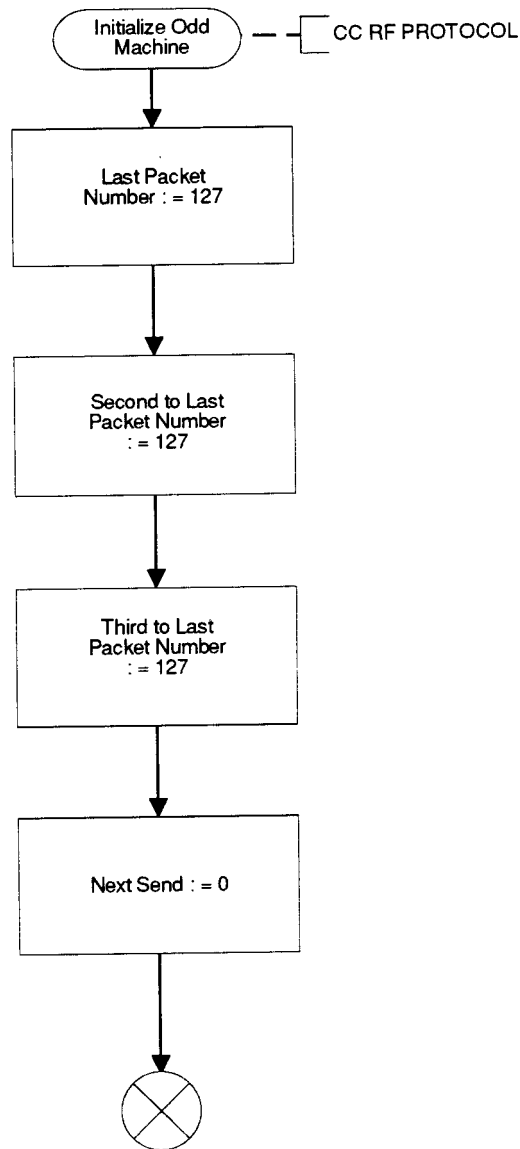 Initialize Odd
Machine
CC RF PROTOCOL
Last Packet
Number : = 127
Second to Last
Packet Number
: = 127
Third to Last
Packet Number
: = 127
Next Send : = 0